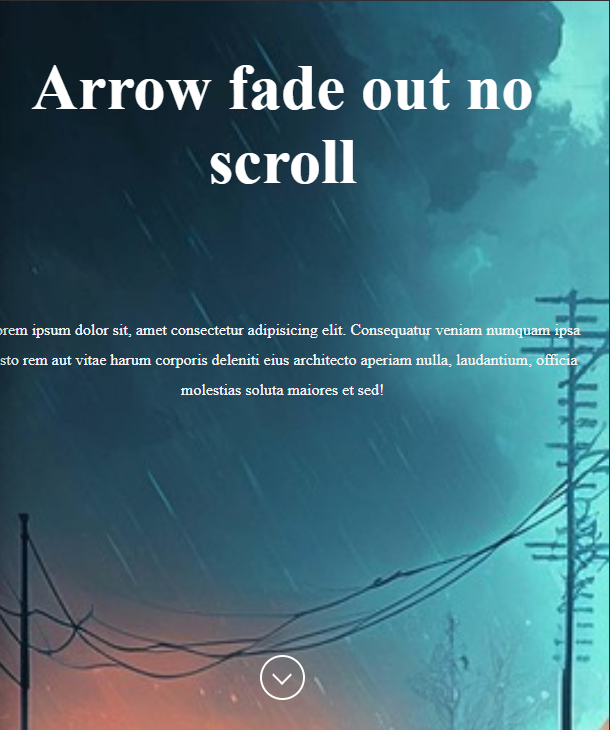 Arrow fade out no
scroll
orem ipsum dolor sit, amet consectetur adipisicing elit. Consequatur veniam numquam ipsa
sto rem aut vitae harum corporis deleniti eius architecto aperiam nulla, laudantium, officia
molestias soluta maiores et sed!